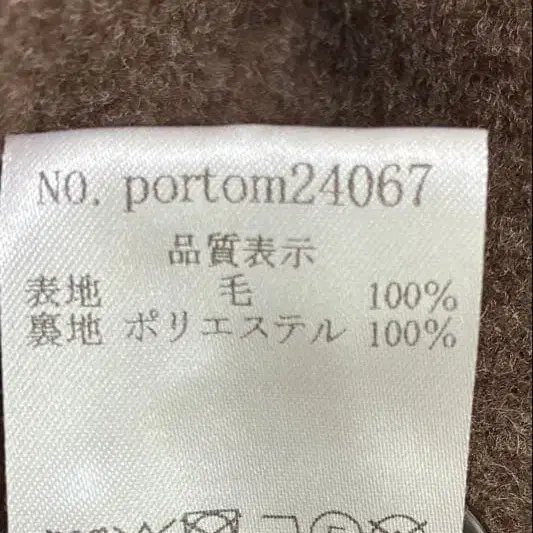 NO. portom24067
品質表示
表地 毛 100%
裏地 ポリエステル 100%